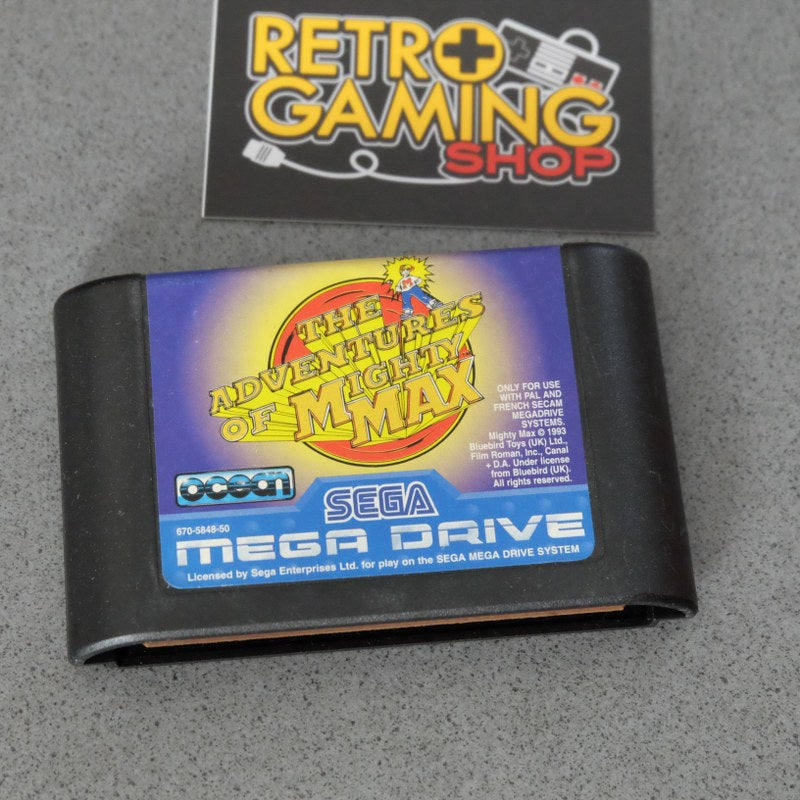 RETRO
GAMING
SHOP
THE
ADVENTURES
OF MIGHTY
MAX
M
ONLY FOR USE
WITH PAL AND
FRENCH SECAM
MEGADRIVE
SYSTEMS.
Mighty Max © 1993
Bluebird Toys (UK) Ltd.,
Film Roman, Inc., Canal
+ D.A. Under license
from Bluebird (UK).
All rights reserved.
ocean
SEGA
670-5848-50
MEGA DRIVE
Licensed by Sega Enterprises Ltd. for play on the SEGA MEGA DRIVE SYSTEM